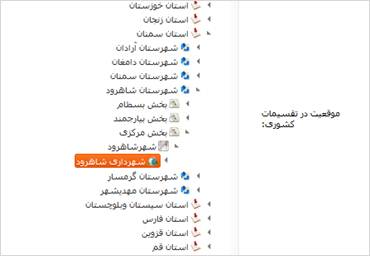 موقعیت در تقسیمات
کشوری:
استان خوزستان
استان زنجان
استان سمنان
شهرستان آرادان
شهرستان دامغان
شهرستان سمنان
شهرستان شاهرود
بخش بسطام
بخش بیارجمند
بخش مرکزی
شهرشاهرود
شهرداری شاهرود
شهرستان گرمسار
شهرستان مهدیشهر
استان سیستان وبلوچستان
استان فارس
استان قزوین
استان قم